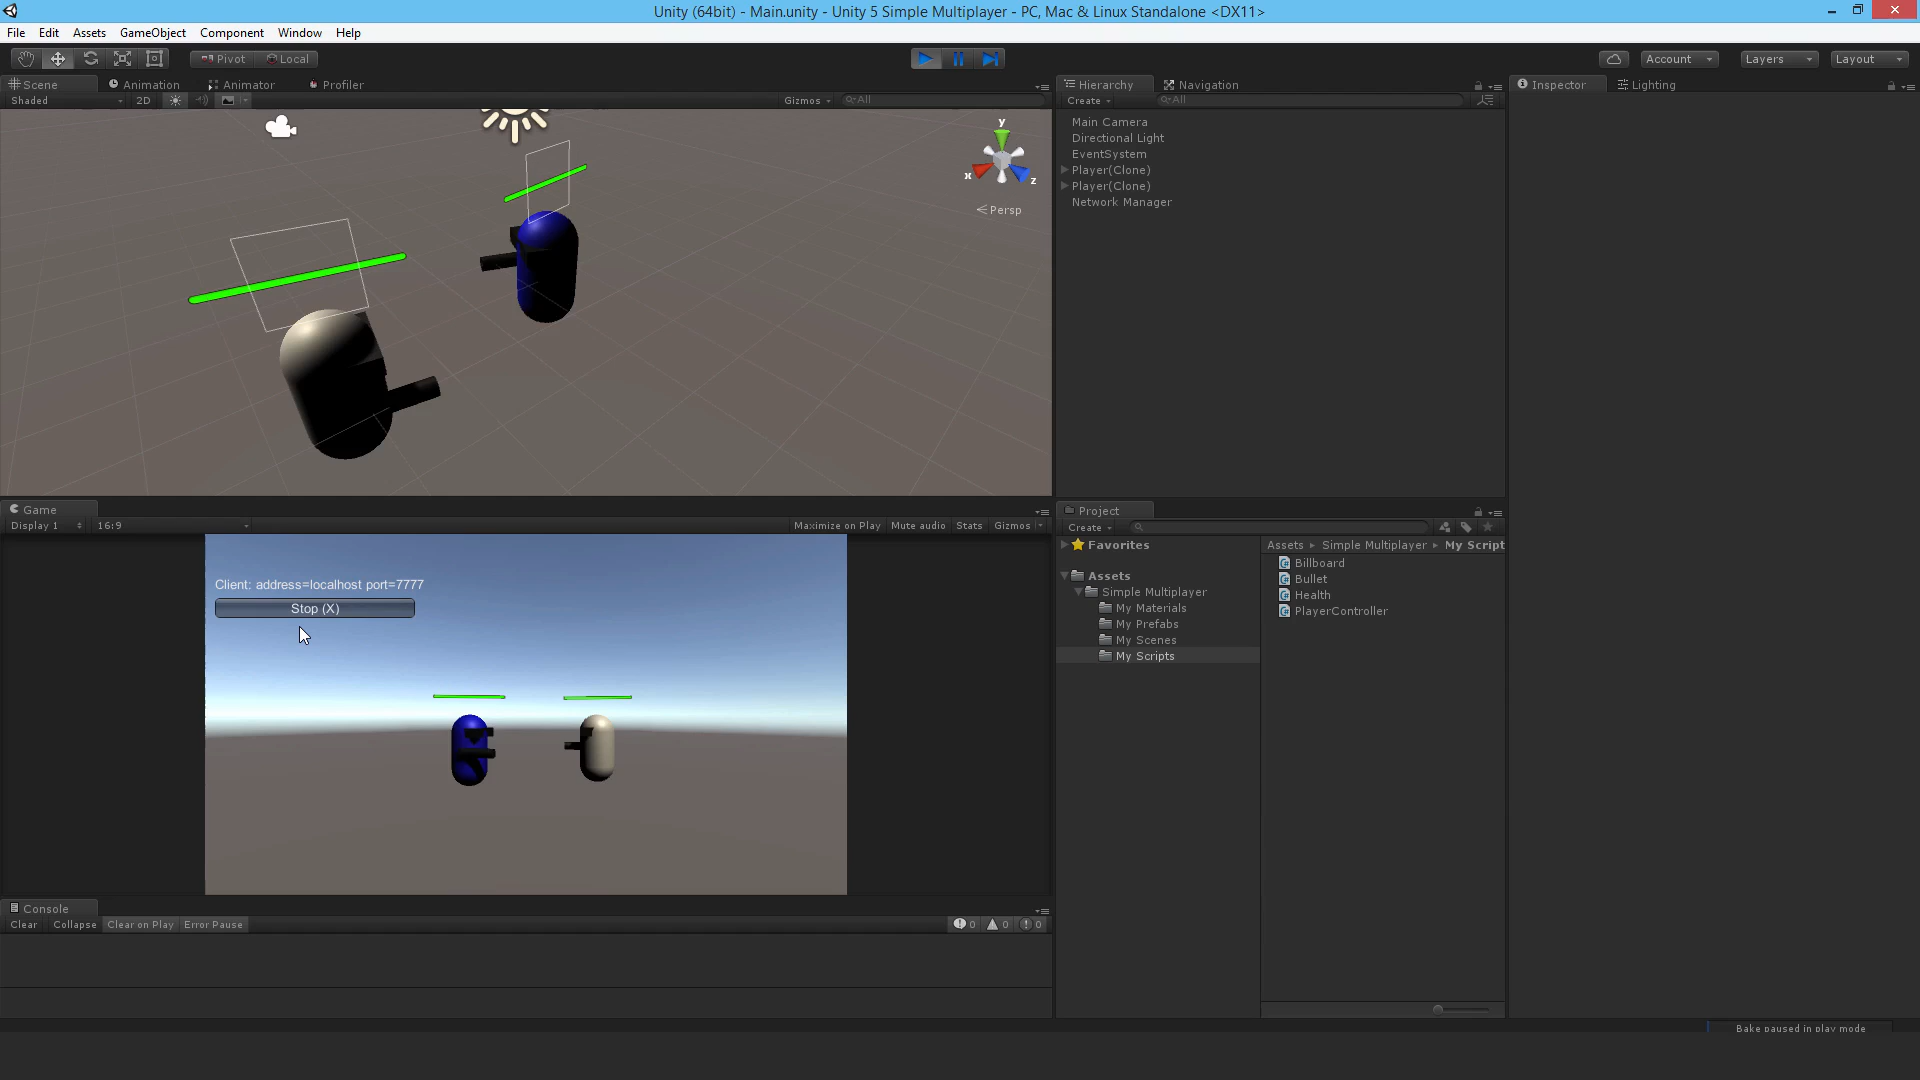 Unity (64bit) - Main.unity - Unity 5 Simple Multiplayer - PC, Mac & Linux Standalone <DX11>
File Edit Assets GameObject Component Window Help
Pivot Local
Account Layers Layout
Scene Animation Animator Profiler
Shaded 2D Gizmos All
y
x
z
Persp
Hierarchy Navigation
Create All
Main Camera
Directional Light
EventSystem
Player(Clone)
Player(Clone)
Network Manager
Inspector Lighting
Game
Display 1 16:9 Maximize on Play Mute audio Stats Gizmos
Client: address=localhost port=7777
Stop (X)
Project
Create
Favorites
Assets
Simple Multiplayer
My Materials
My Prefabs
My Scenes
My Scripts
Assets Simple Multiplayer My Script
Billboard
Bullet
Health
PlayerController
Console
Clear Collapse Clear on Play Error Pause 0 0 0
Bake paused in play mode